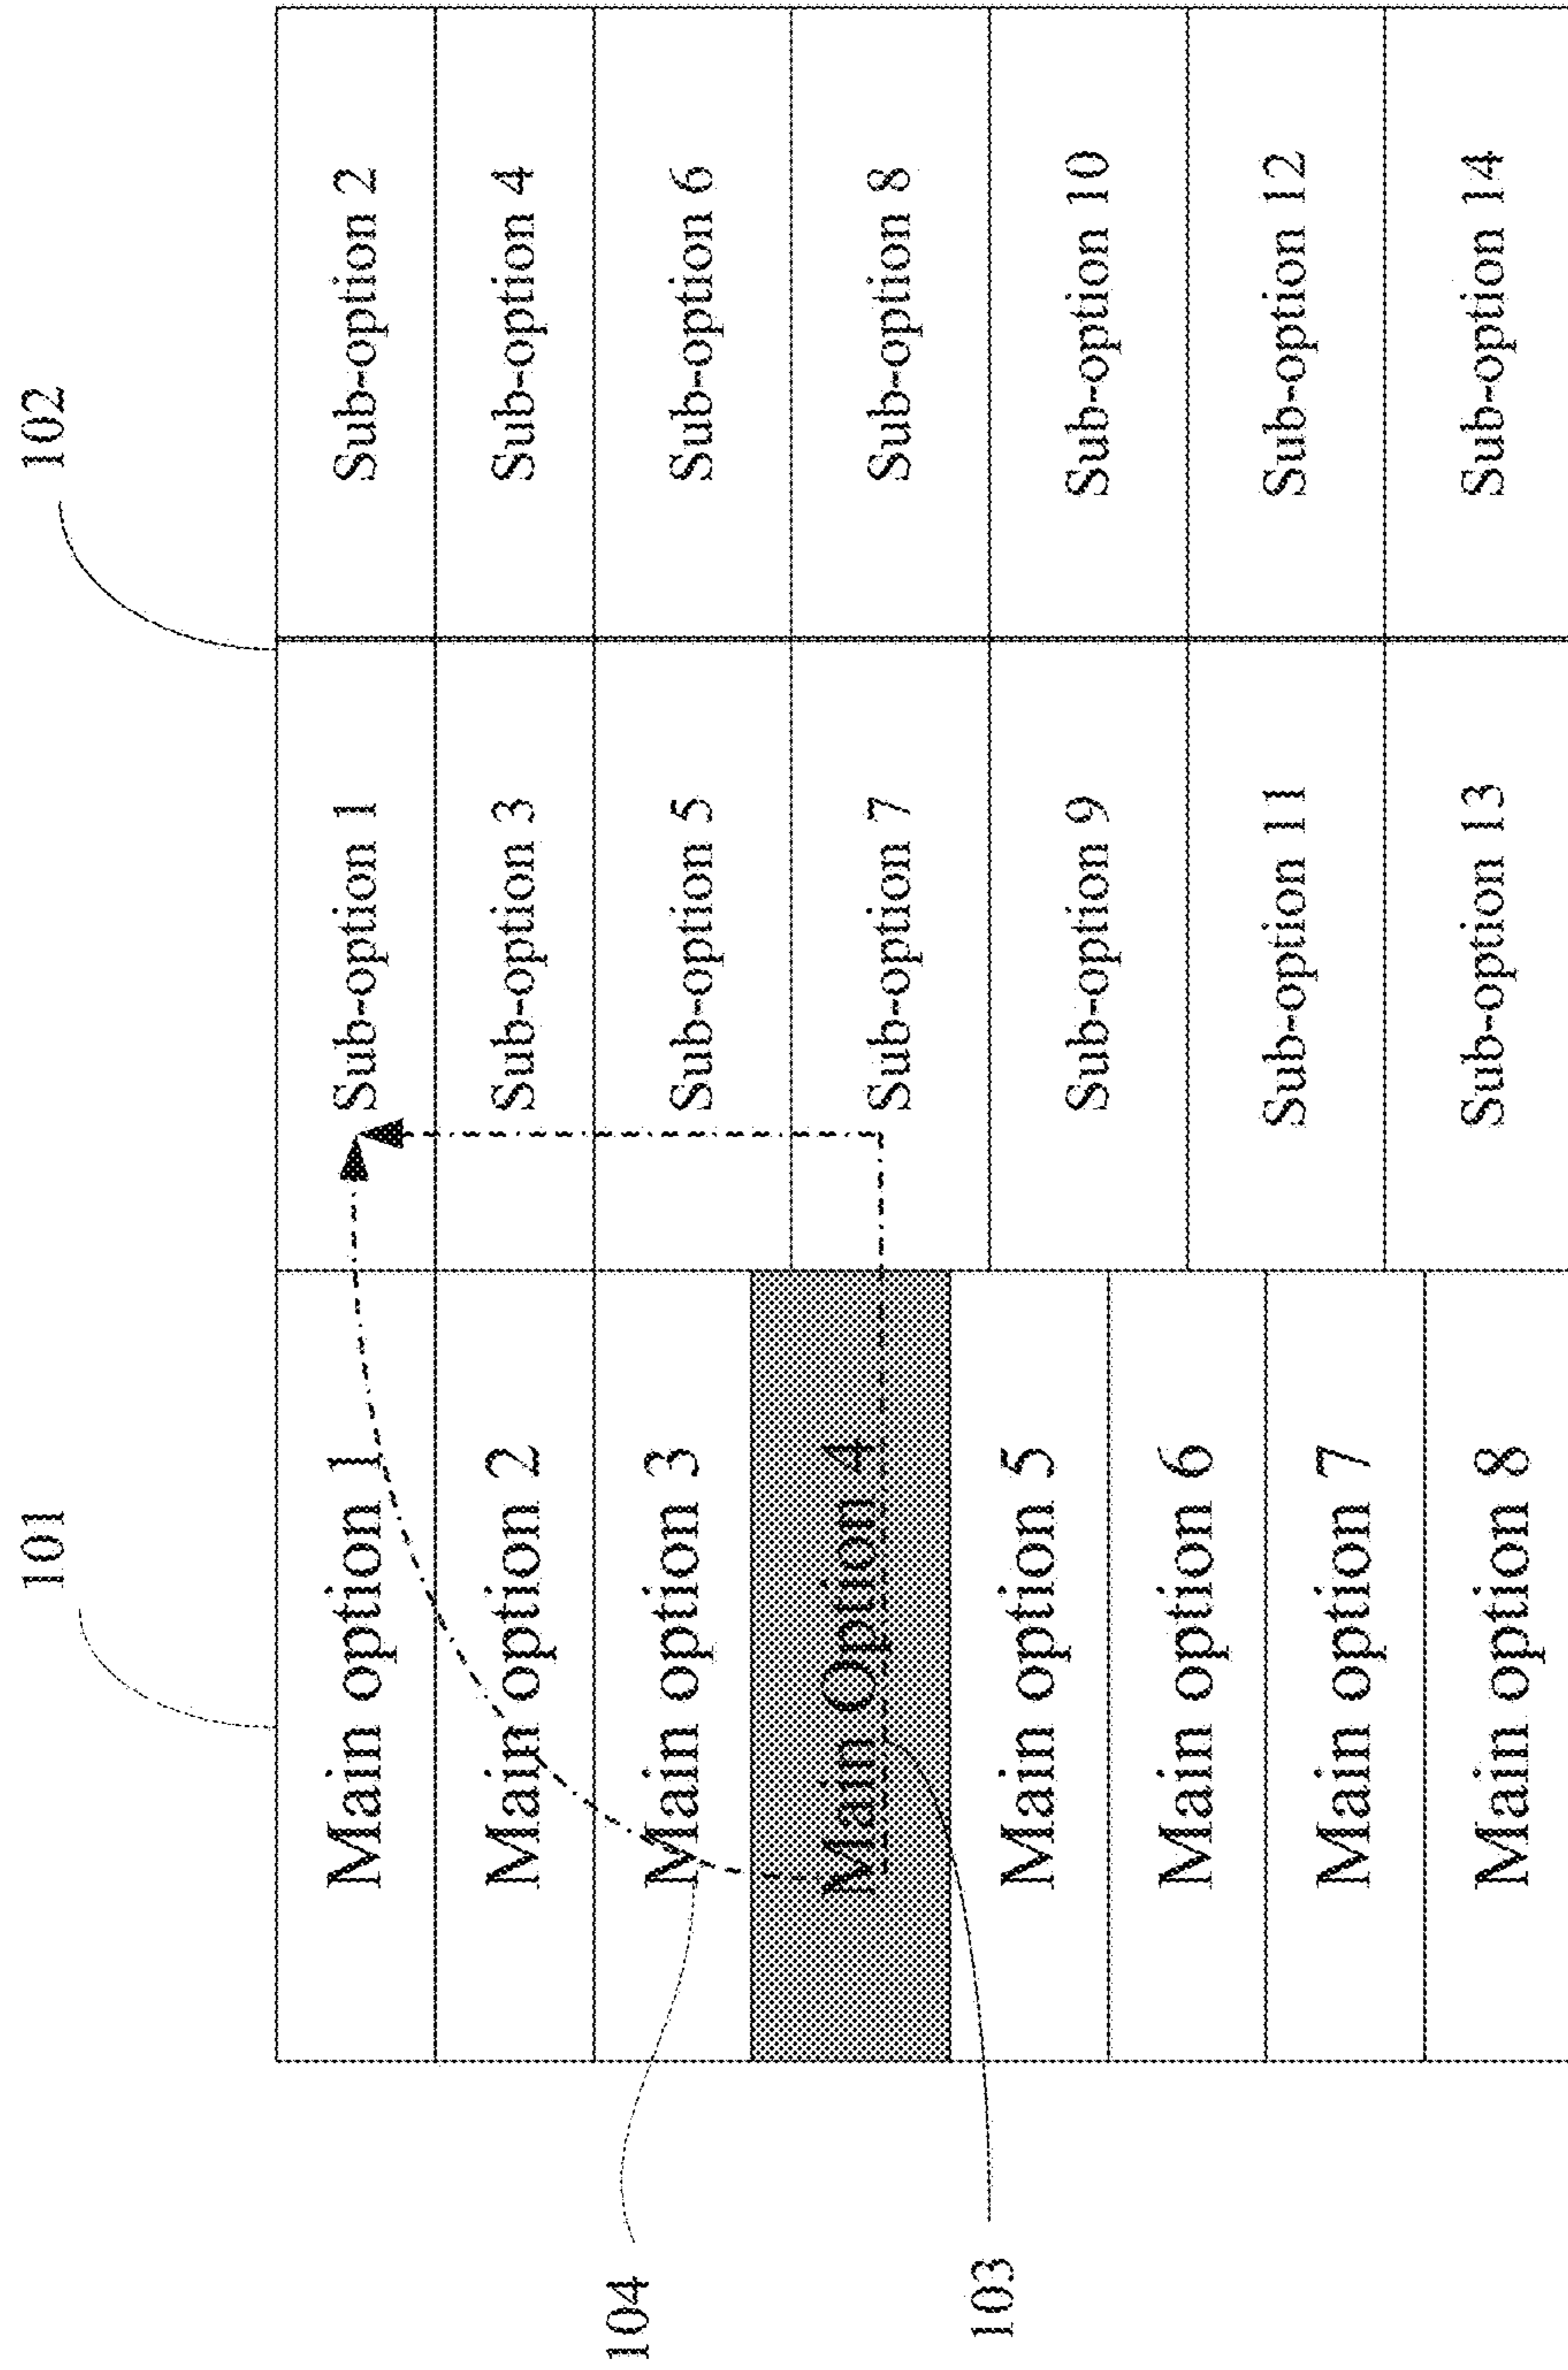 101
102
Main option 1
Sub-option 1
Sub-option 2
Main option 2
Sub-option 3
Sub-option 4
Main option 3
Sub-option 5
Sub-option 6
Main Option 4
Sub-option 7
Sub-option 8
Main option 5
Sub-option 9
Sub-option 10
Main option 6
Sub-option 11
Sub-option 12
Main option 7
Main option 8
Sub-option 13
Sub-option 14
104
103